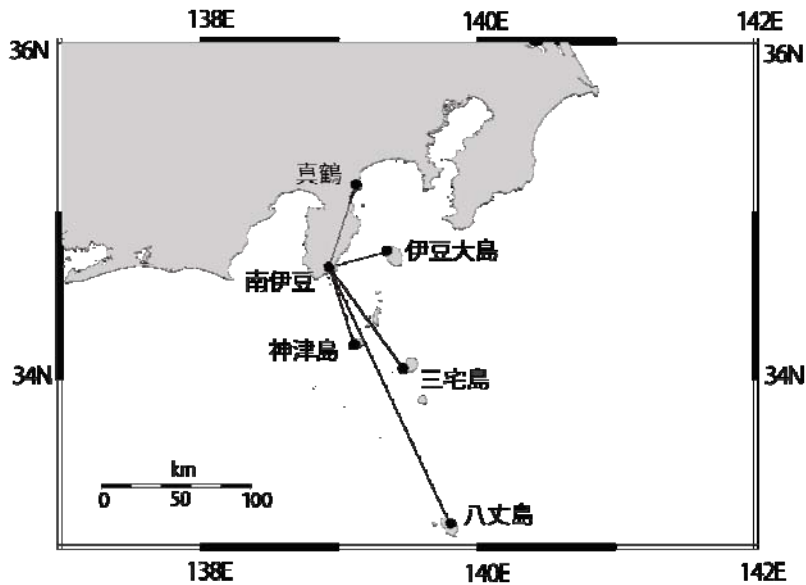 138E 140E 142E
36N 36N
真鶴
伊豆大島
南伊豆
神津島
三宅島
34N 34N
km
0 50 100
八丈島
138E 140E 142E